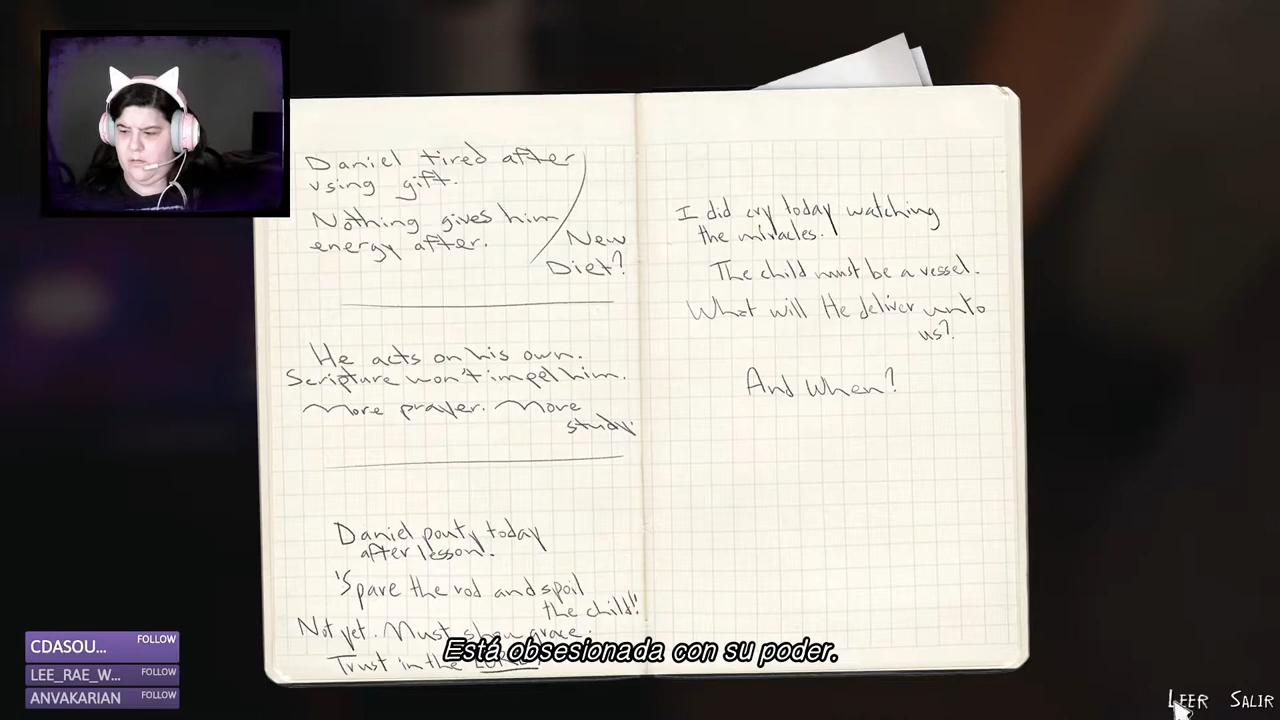 Daniel tired after
using gift.
Nothing gives him
energy after.
New
Diet?
He acts on his own.
Scripture won't impel him.
More prayer. More
study.
Daniel pouty today
after lesson.
'Spare the rod and spoil
the child!'
Not yet. Must show grace.
Trust in the
I did cry today watching
the miracles.
The child must be a vessel.
What will He deliver unto
us?
And when?
Está obsesionada con su poder.
CDASOU... FOLLOW
LEE_RAE_W... FOLLOW
ANVAKARIAN FOLLOW
LEER SALIR